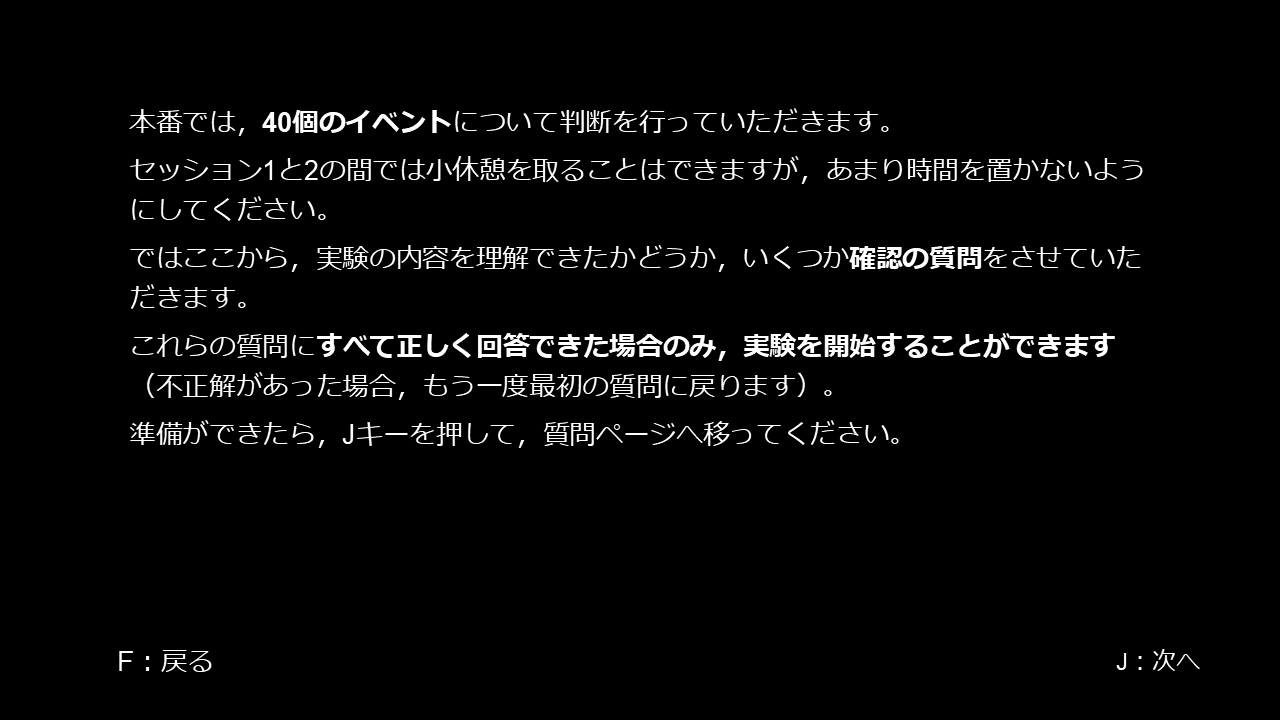 本番では，40個のイベントについて判断を行っていただきます。
セッション1と2の間では小休憩を取ることはできますが，あまり時間を置かないよう
にしてください。
ではここから，実験の内容を理解できたかどうか，いくつか確認の質問をさせていた
だきます。
これらの質問にすべて正しく回答できた場合のみ，実験を開始することができます
（不正解があった場合，もう一度最初の質問に戻ります）。
準備ができたら，Jキーを押して，質問ページへ移ってください。
F：戻る
J：次へ